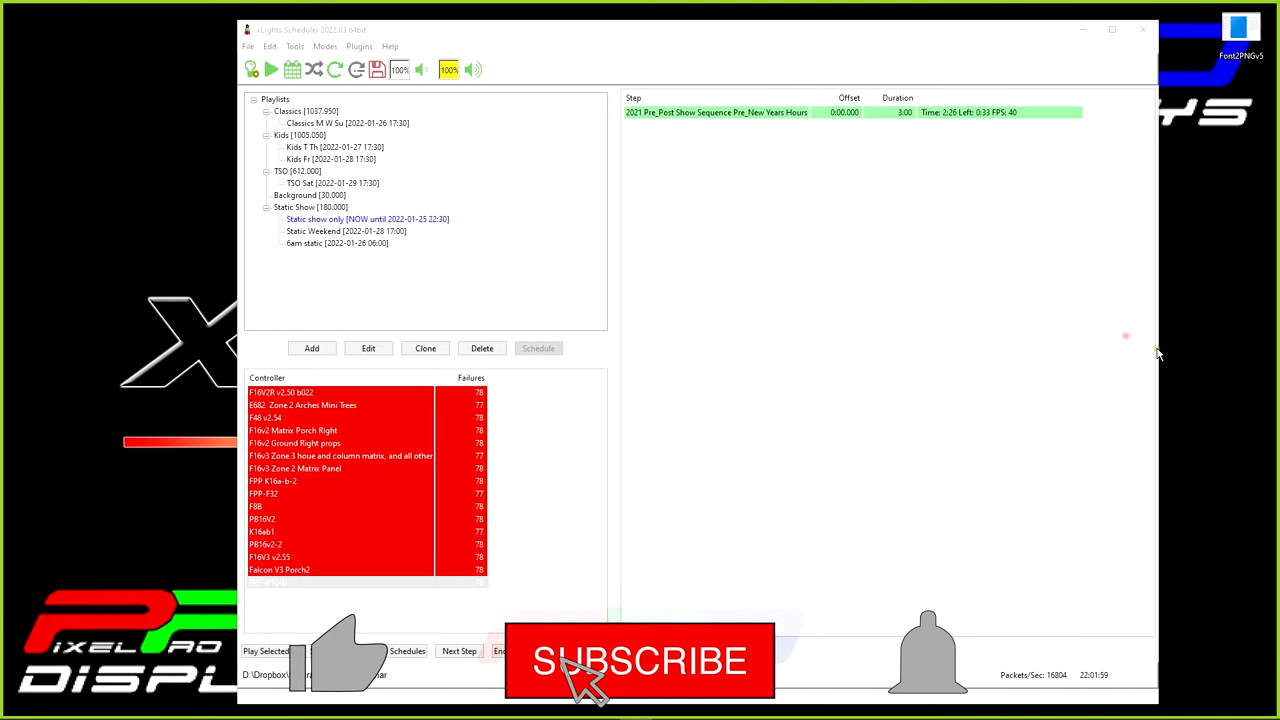 xLights Scheduler 2022.03 64bit
File Edit Tools Modes Plugins Help
100% 100%
Font2PNGv5
Playlists
Classics [1037.950]
Classics M W Su [2022-01-26 17:30]
Kids [1005.050]
Kids T Th [2022-01-27 17:30]
Kids Fr [2022-01-28 17:30]
TSO [612.000]
TSO Sat [2022-01-29 17:30]
Background [30.000]
Static Show [180.000]
Static show only [NOW until 2022-01-25 22:30]
Static Weekend [2022-01-28 17:00]
6am static [2022-01-26 06:00]
Step Offset Duration
2021 Pre_Post Show Sequence Pre_New Years Hours 0:00.000 3:00 Time: 2:26 Left: 0:33 FPS: 40
Add Edit Clone Delete Schedule
Controller Failures
F16V2R v2.50 b022 78
E682 Zone 2 Arches Mini Trees 77
F48 v2.54 78
F16v2 Matrix Porch Right 78
F16v2 Ground Right props 78
F16v3 Zone 3 houe and column matrix, and all other 77
F16v3 Zone 2 Matrix Panel 78
FPP K16a-b-2 78
FPP-F32 77
F8B 78
PB16V2 78
K16ab1 77
PB16v2-2 78
F16V3 v2.55 78
Falcon V3 Porch2 78
Play Selected Schedules Next Step
D:\Dropbox\
Packets/Sec: 16804 22:01:59
SUBSCRIBE
PIXEL PRO
DISPL
YS